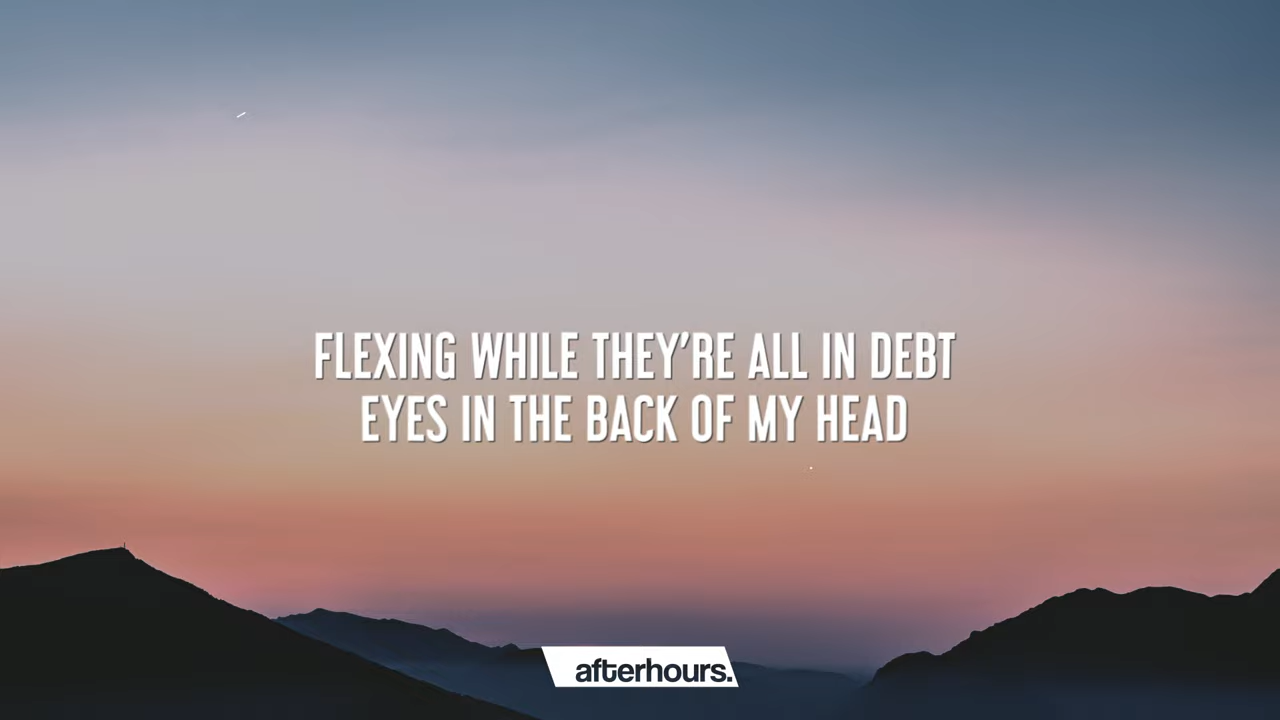 FLEXING WHILE THEY'RE ALL IN DEBT
EYES IN THE BACK OF MY HEAD
afterhours.